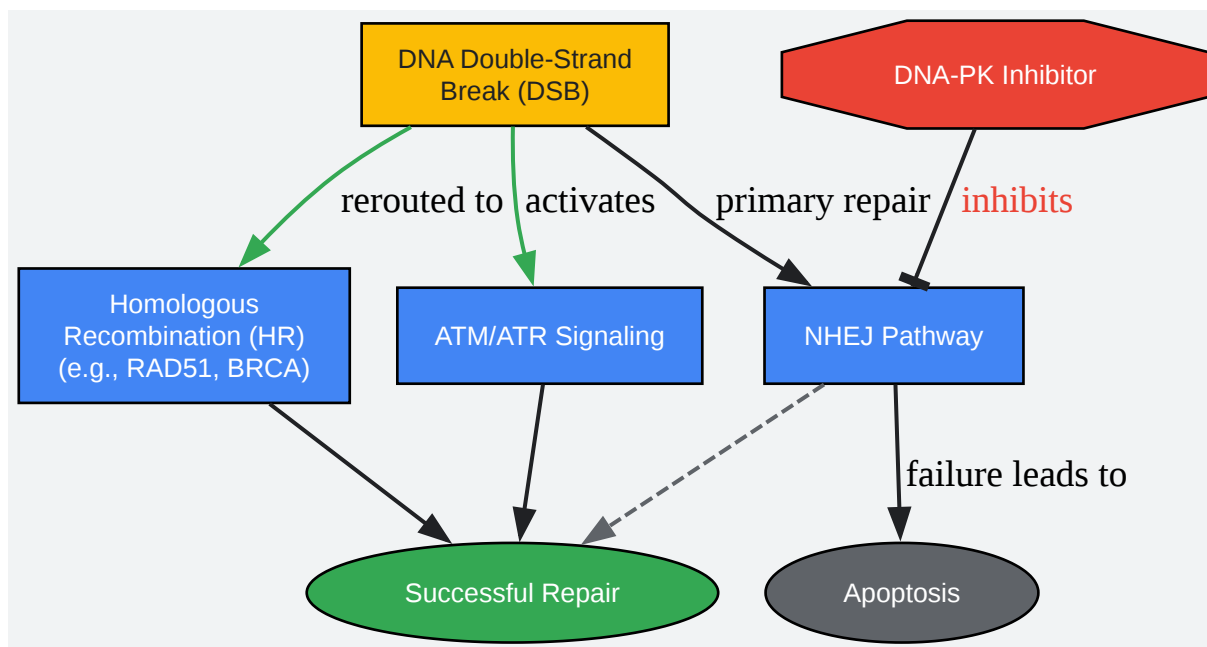 DNA Double-Strand
Break (DSB)
DNA-PK Inhibitor
rerouted to
activates
primary repair
inhibits
Homologous
Recombination (HR)
(e.g., RAD51, BRCA)
ATM/ATR Signaling
NHEJ Pathway
failure leads to
Successful Repair
Apoptosis